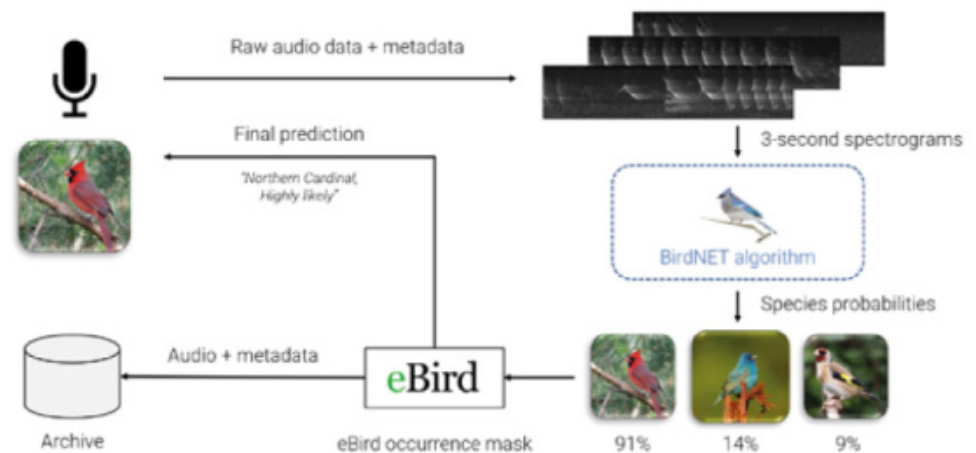 Raw audio data + metadata
3-second spectrograms
Final prediction
"Northern Cardinal,
Highly likely"
BirdNET algorithm
Species probabilities
Audio + metadata
eBird
Archive
eBird occurrence mask
91%
14%
9%